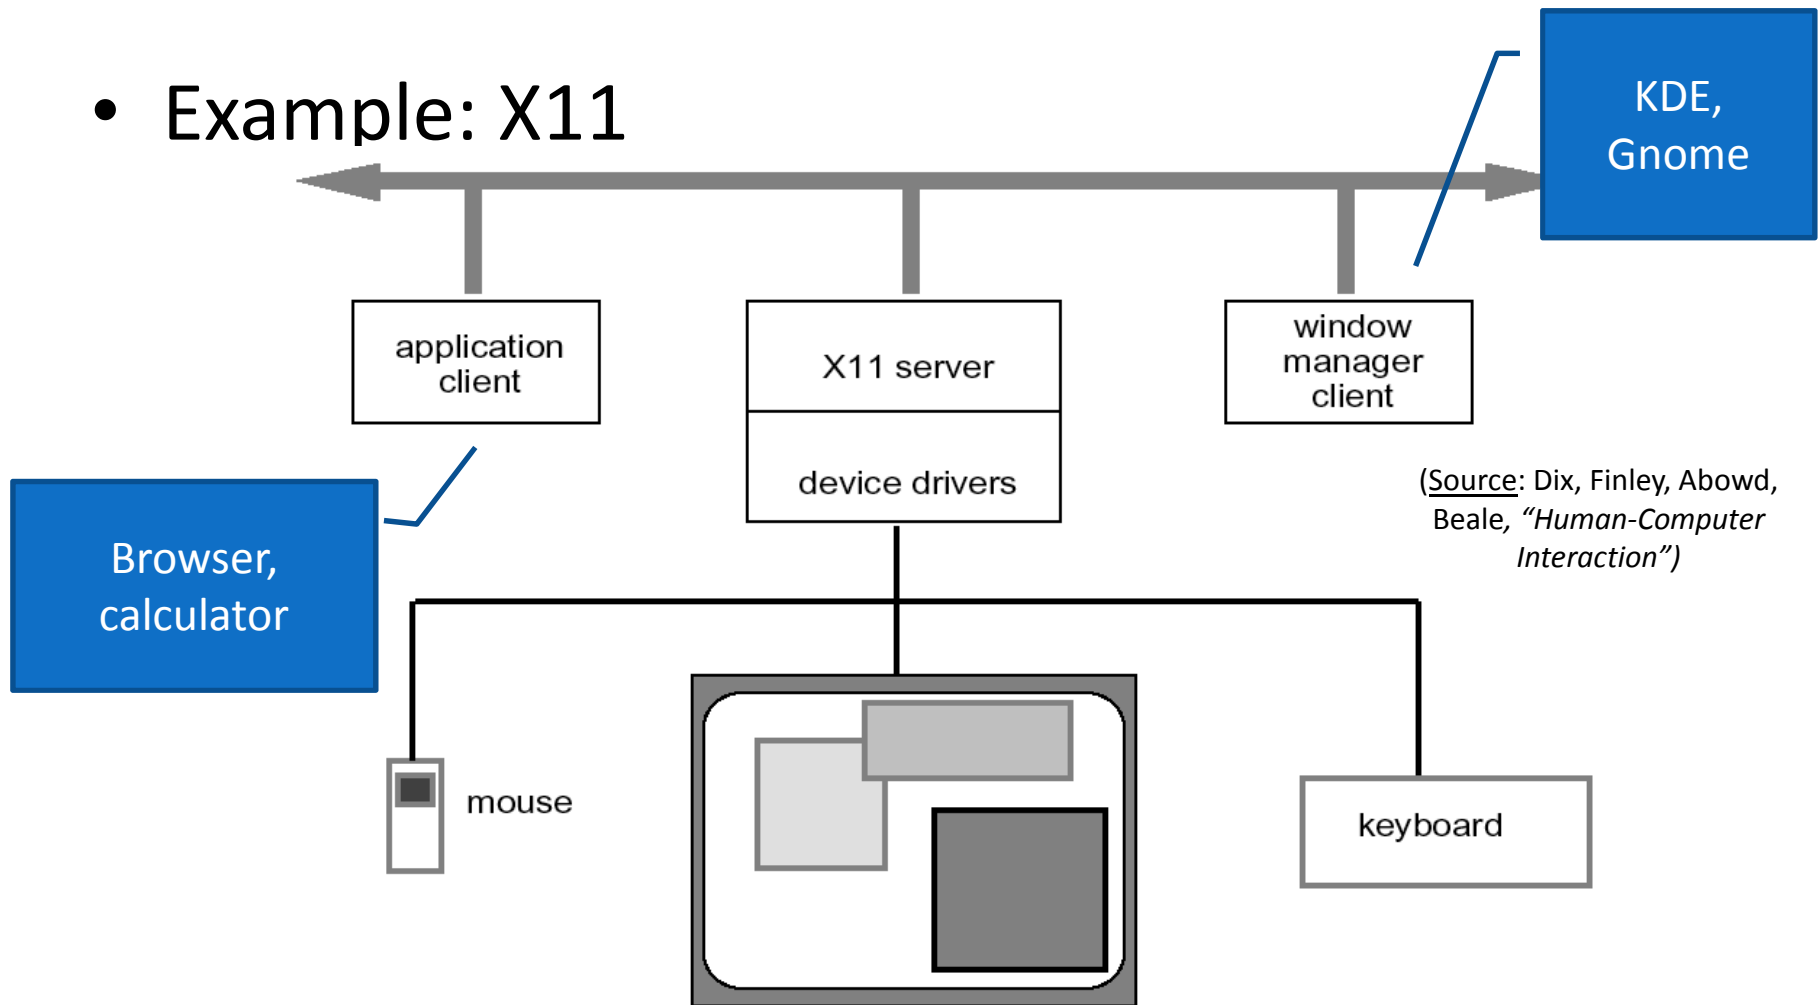 • Example: X11
KDE,
Gnome
application
client
X11 server
device drivers
window
manager
client
Browser,
calculator
(Source: Dix, Finley, Abowd,
Beale, “Human-Computer
Interaction”)
mouse
keyboard